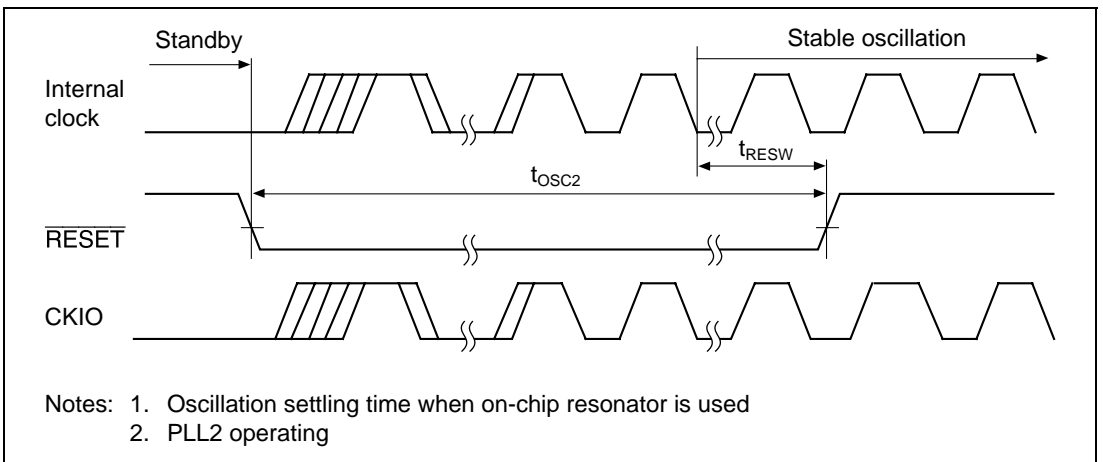 Standby
Stable oscillation
Internal
clock
tRESW
tOSC2
RESET
CKIO
Notes: 1. Oscillation settling time when on-chip resonator is used
2. PLL2 operating